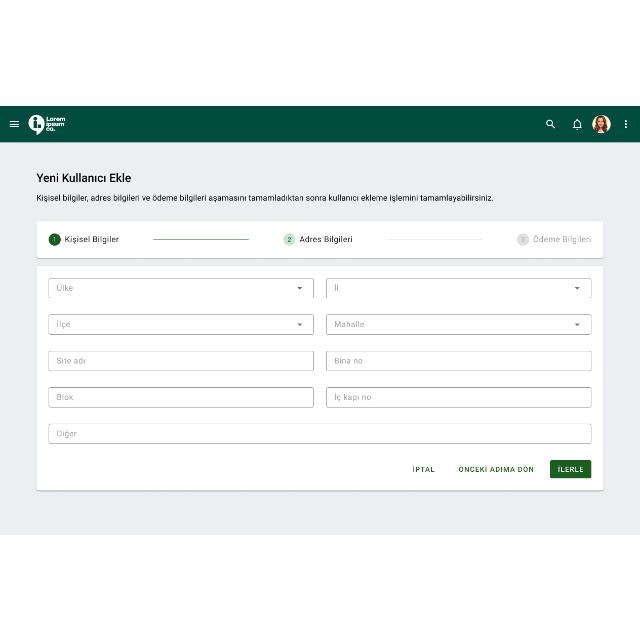 Lorem
ipsum
co.
Yeni Kullanıcı Ekle
Kişisel bilgiler, adres bilgileri ve ödeme bilgileri aşamasını tamamladıktan sonra kullanıcı ekleme işlemini tamamlayabilirsiniz.
1 Kişisel Bilgiler 2 Adres Bilgileri 3 Ödeme Bilgileri
Ülke İl
İlçe Mahalle
Site adı Bina no
Blok İç kapı no
Diğer
İPTAL ÖNCEKİ ADIMA DÖN İLERLE